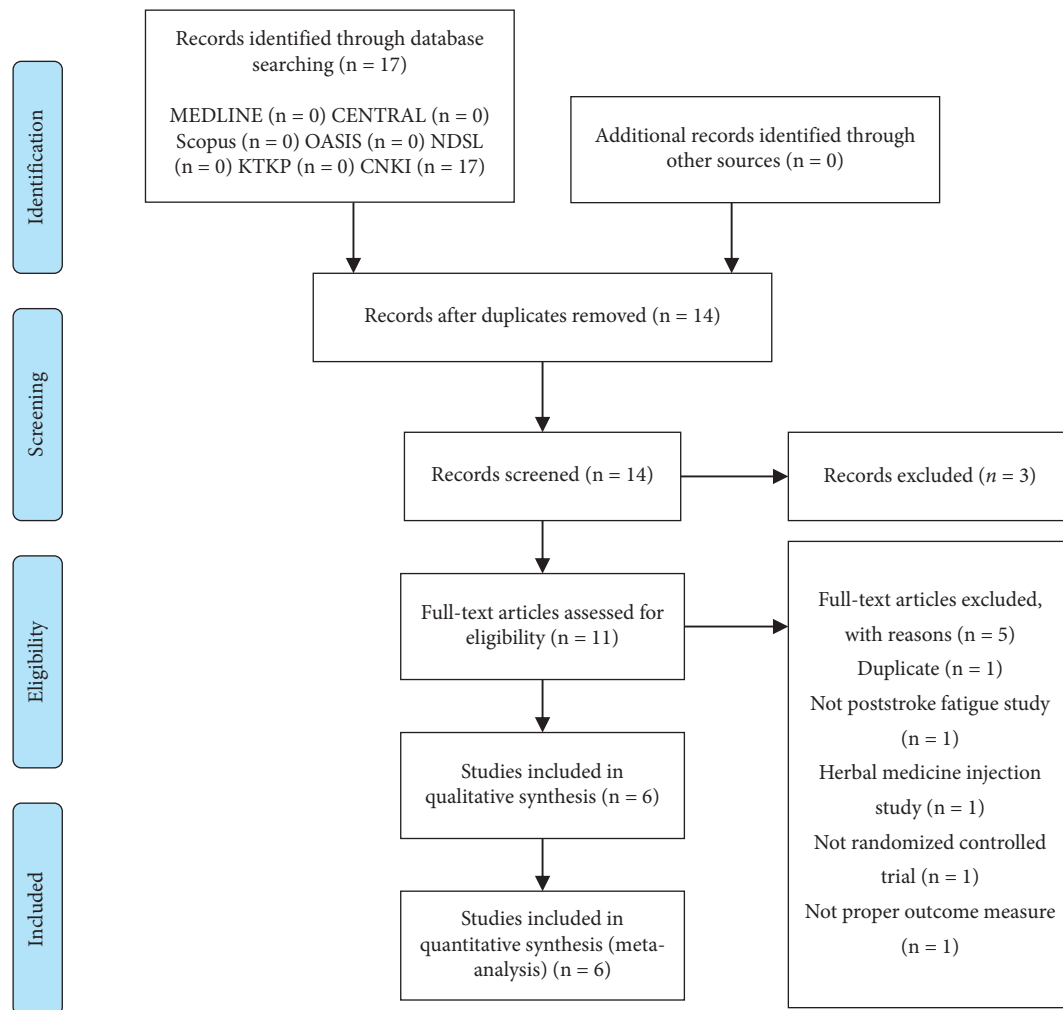 Identification
Records identified through database
searching (n = 17)
MEDLINE (n = 0) CENTRAL (n = 0)
Scopus (n = 0) OASIS (n = 0) NDSL
(n = 0) KTKP (n = 0) CNKI (n = 17)
Additional records identified through
other sources (n = 0)
Screening
Records after duplicates removed (n = 14)
Records screened (n = 14)
Records excluded (n = 3)
Eligibility
Full-text articles assessed for
eligibility (n = 11)
Full-text articles excluded,
with reasons (n = 5)
Duplicate (n = 1)
Not poststroke fatigue study
(n = 1)
Herbal medicine injection
study (n = 1)
Not randomized controlled
trial (n = 1)
Not proper outcome measure
(n = 1)
Studies included in
qualitative synthesis (n = 6)
Included
Studies included in
quantitative synthesis (meta-
analysis) (n = 6)